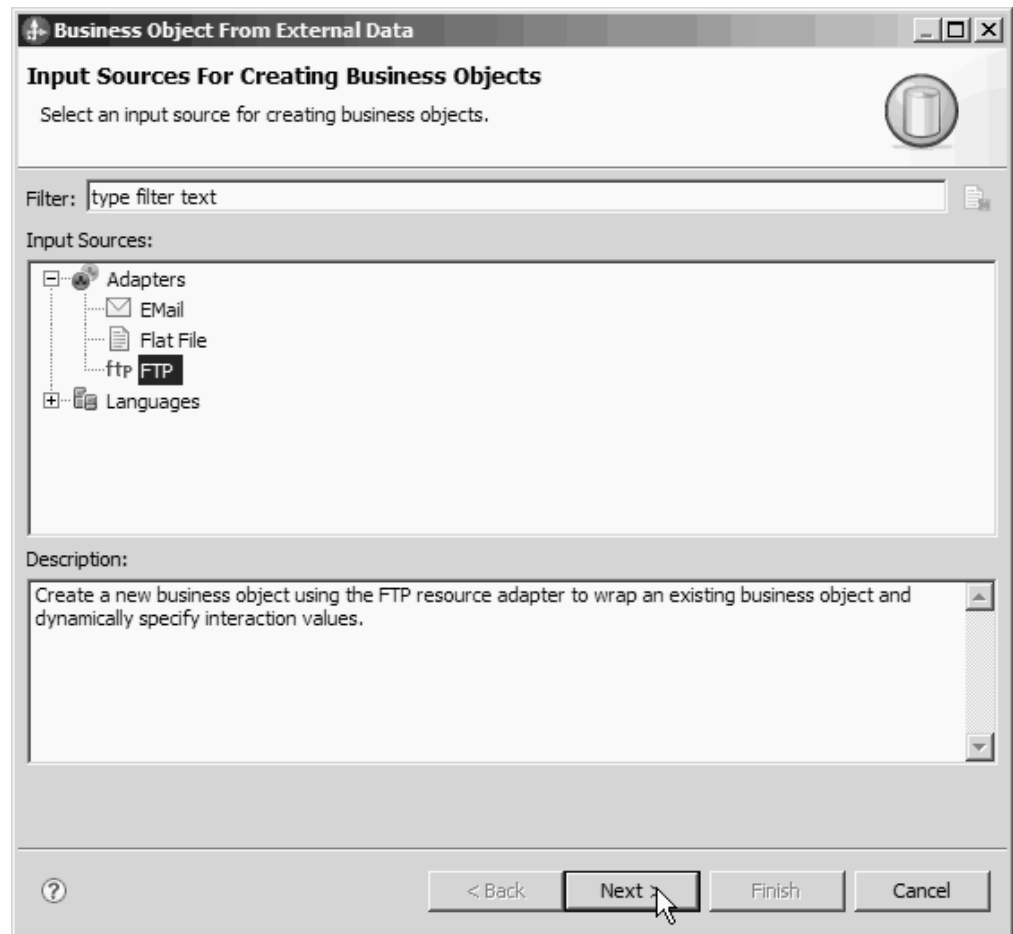 Business Object From External Data
Input Sources For Creating Business Objects
Select an input source for creating business objects.
Filter: type filter text
Input Sources:
Adapters
EMail
Flat File
ftp FTP
Languages
Description:
Create a new business object using the FTP resource adapter to wrap an existing business object and
dynamically specify interaction values.
? < Back Next > Finish Cancel